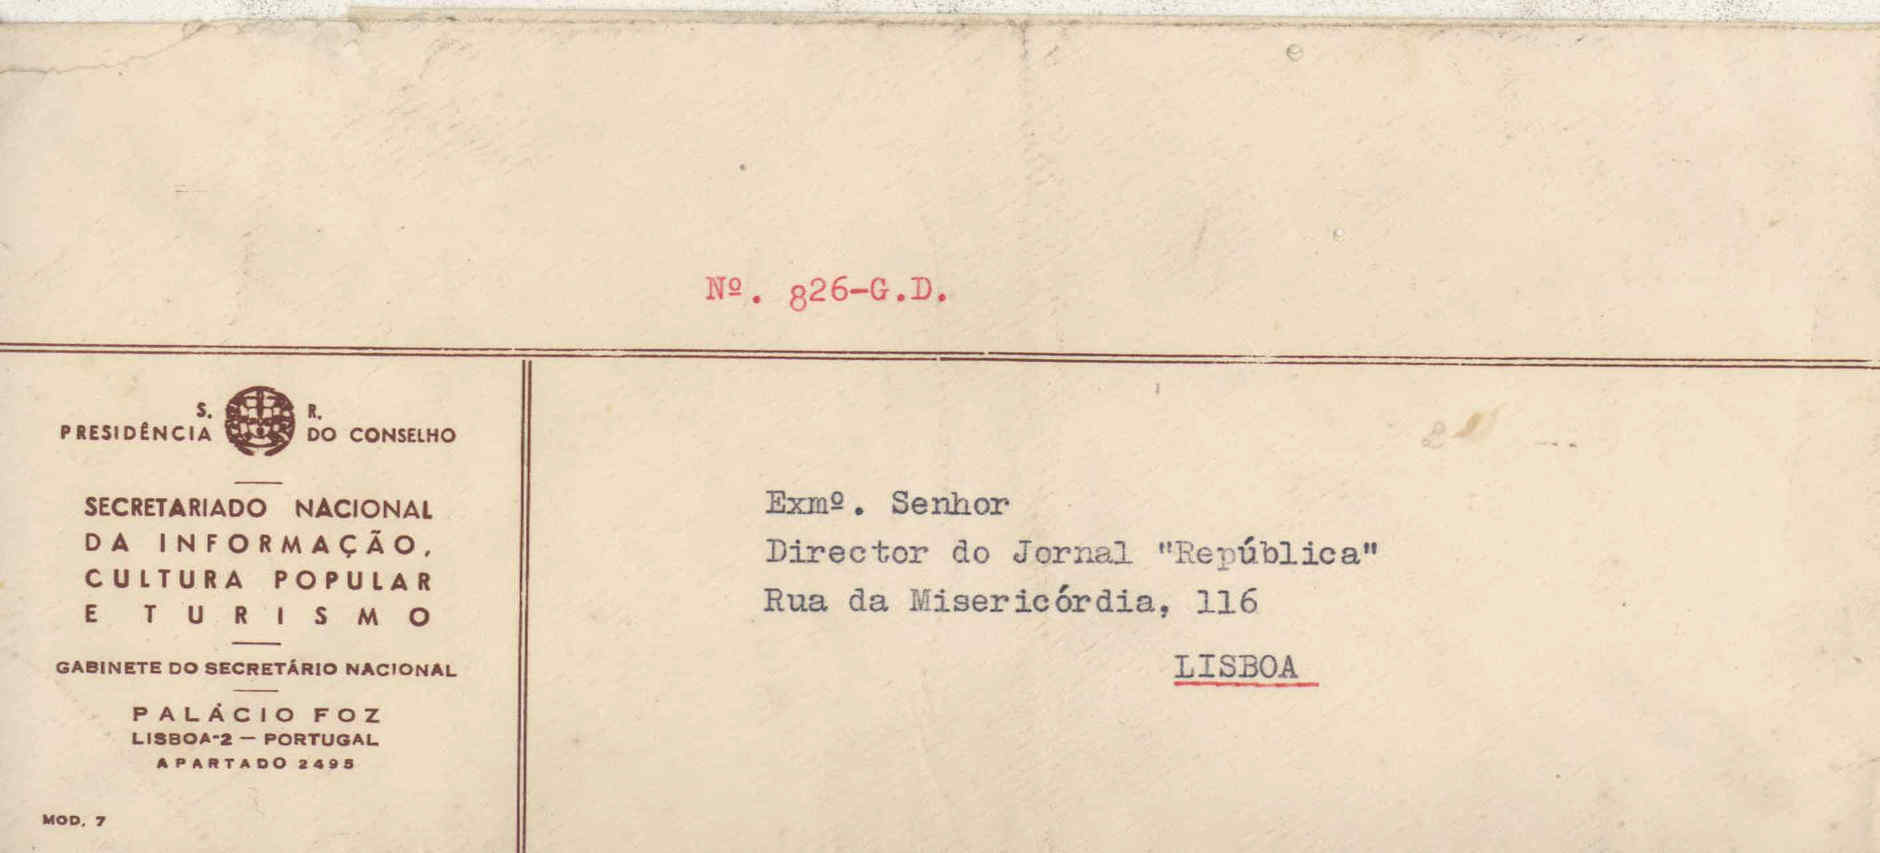 Nº. 826-G.D.
S. R.
PRESIDÊNCIA DO CONSELHO
SECRETARIADO NACIONAL
DA INFORMAÇÃO,
CULTURA POPULAR
E TURISMO
GABINETE DO SECRETÁRIO NACIONAL
PALÁCIO FOZ
LISBOA-2 — PORTUGAL
APARTADO 2495
MOD. 7
Exmº. Senhor
Director do Jornal "República"
Rua da Misericórdia, 116
LISBOA